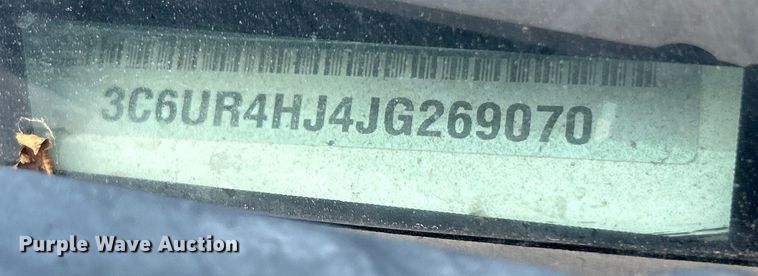 3C6UR4HJ4JG269070
Purple Wave Auction